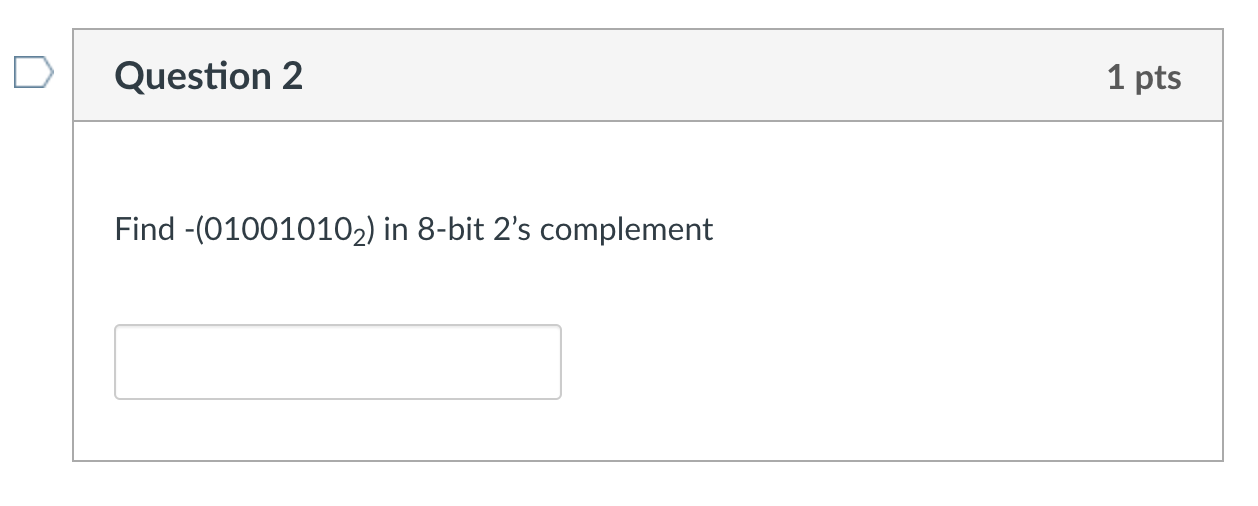 Question 2
1 pts
Find -(01001010₂) in 8-bit 2’s complement